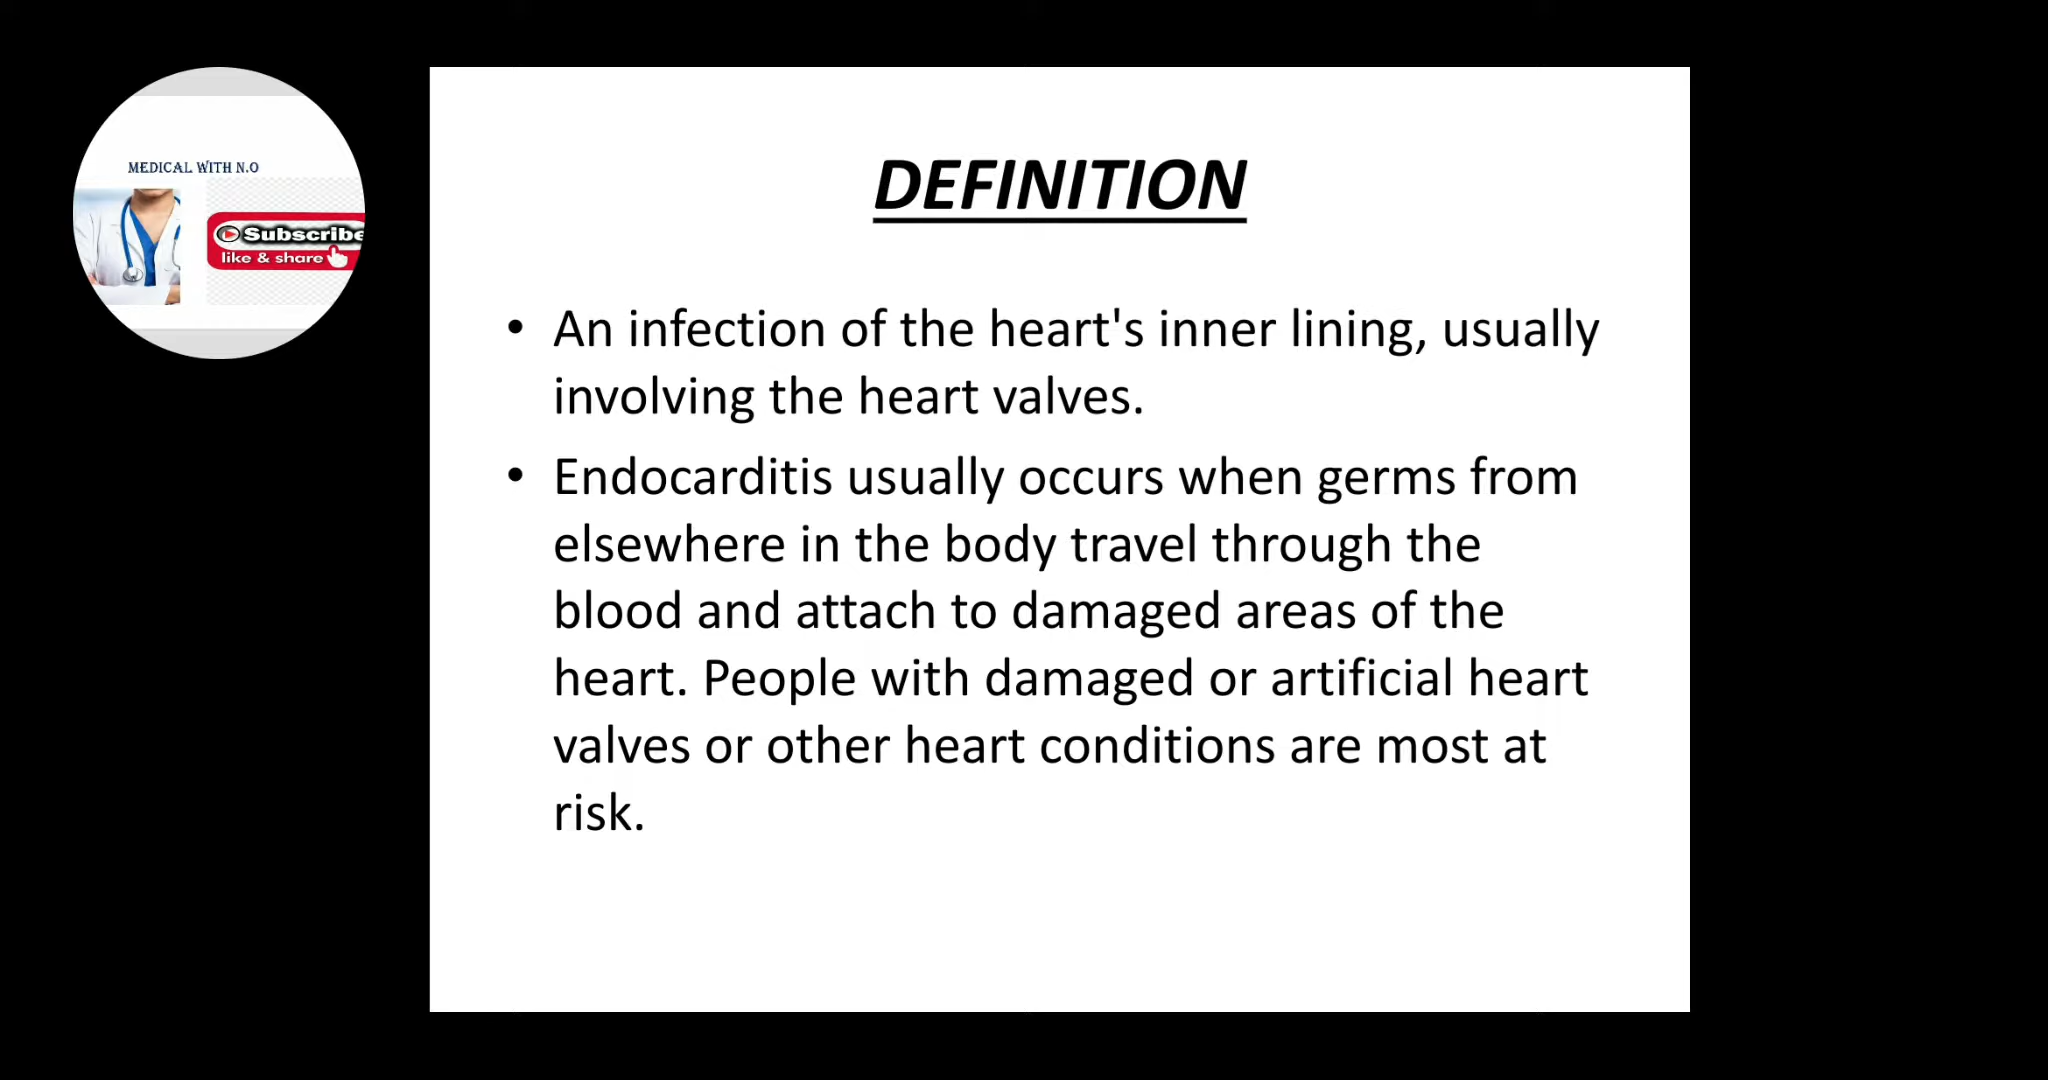 MEDICAL WITH N.O
Subscribe
like & share
DEFINITION
• An infection of the heart's inner lining, usually
involving the heart valves.
• Endocarditis usually occurs when germs from
elsewhere in the body travel through the
blood and attach to damaged areas of the
heart. People with damaged or artificial heart
valves or other heart conditions are most at
risk.